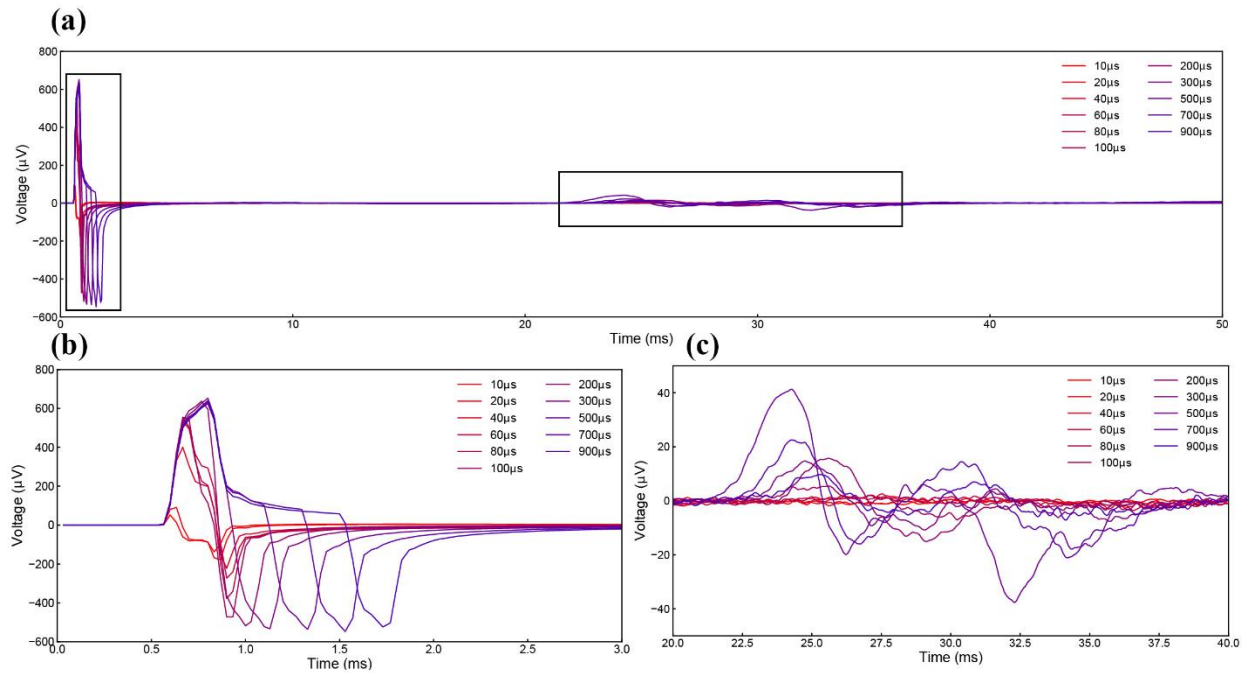 (a)
800
600
400
200
0
−200
−400
−600
Voltage (µV)
10µs
20µs
40µs
60µs
80µs
100µs
200µs
300µs
500µs
700µs
900µs
0
10
20
30
40
50
Time (ms)
(b)
800
600
400
200
0
−200
−400
−600
Voltage (µV)
10µs
20µs
40µs
60µs
80µs
100µs
200µs
300µs
500µs
700µs
900µs
0.0
0.5
1.0
1.5
2.0
2.5
3.0
Time (ms)
(c)
40
20
0
−20
−40
Voltage (µV)
10µs
20µs
40µs
60µs
80µs
100µs
200µs
300µs
500µs
700µs
900µs
20.0
22.5
25.0
27.5
30.0
32.5
35.0
37.5
40.0
Time (ms)